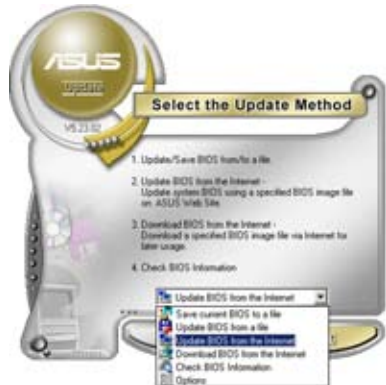 ASUS
Update
V5.23.02
Select the Update Method
1. Update/Save BIOS from/to a file
2. Update BIOS from the Internet -
Update system BIOS using a specified BIOS image file
on ASUS Web Site.
3. Download BIOS from the Internet -
Download a specified BIOS image file via Internet for
later usage.
4. Check BIOS Information
Update BIOS from the Internet
Save current BIOS to a file
Update BIOS from a file
Update BIOS from the Internet
Download BIOS from the Internet
Check BIOS Information
Options